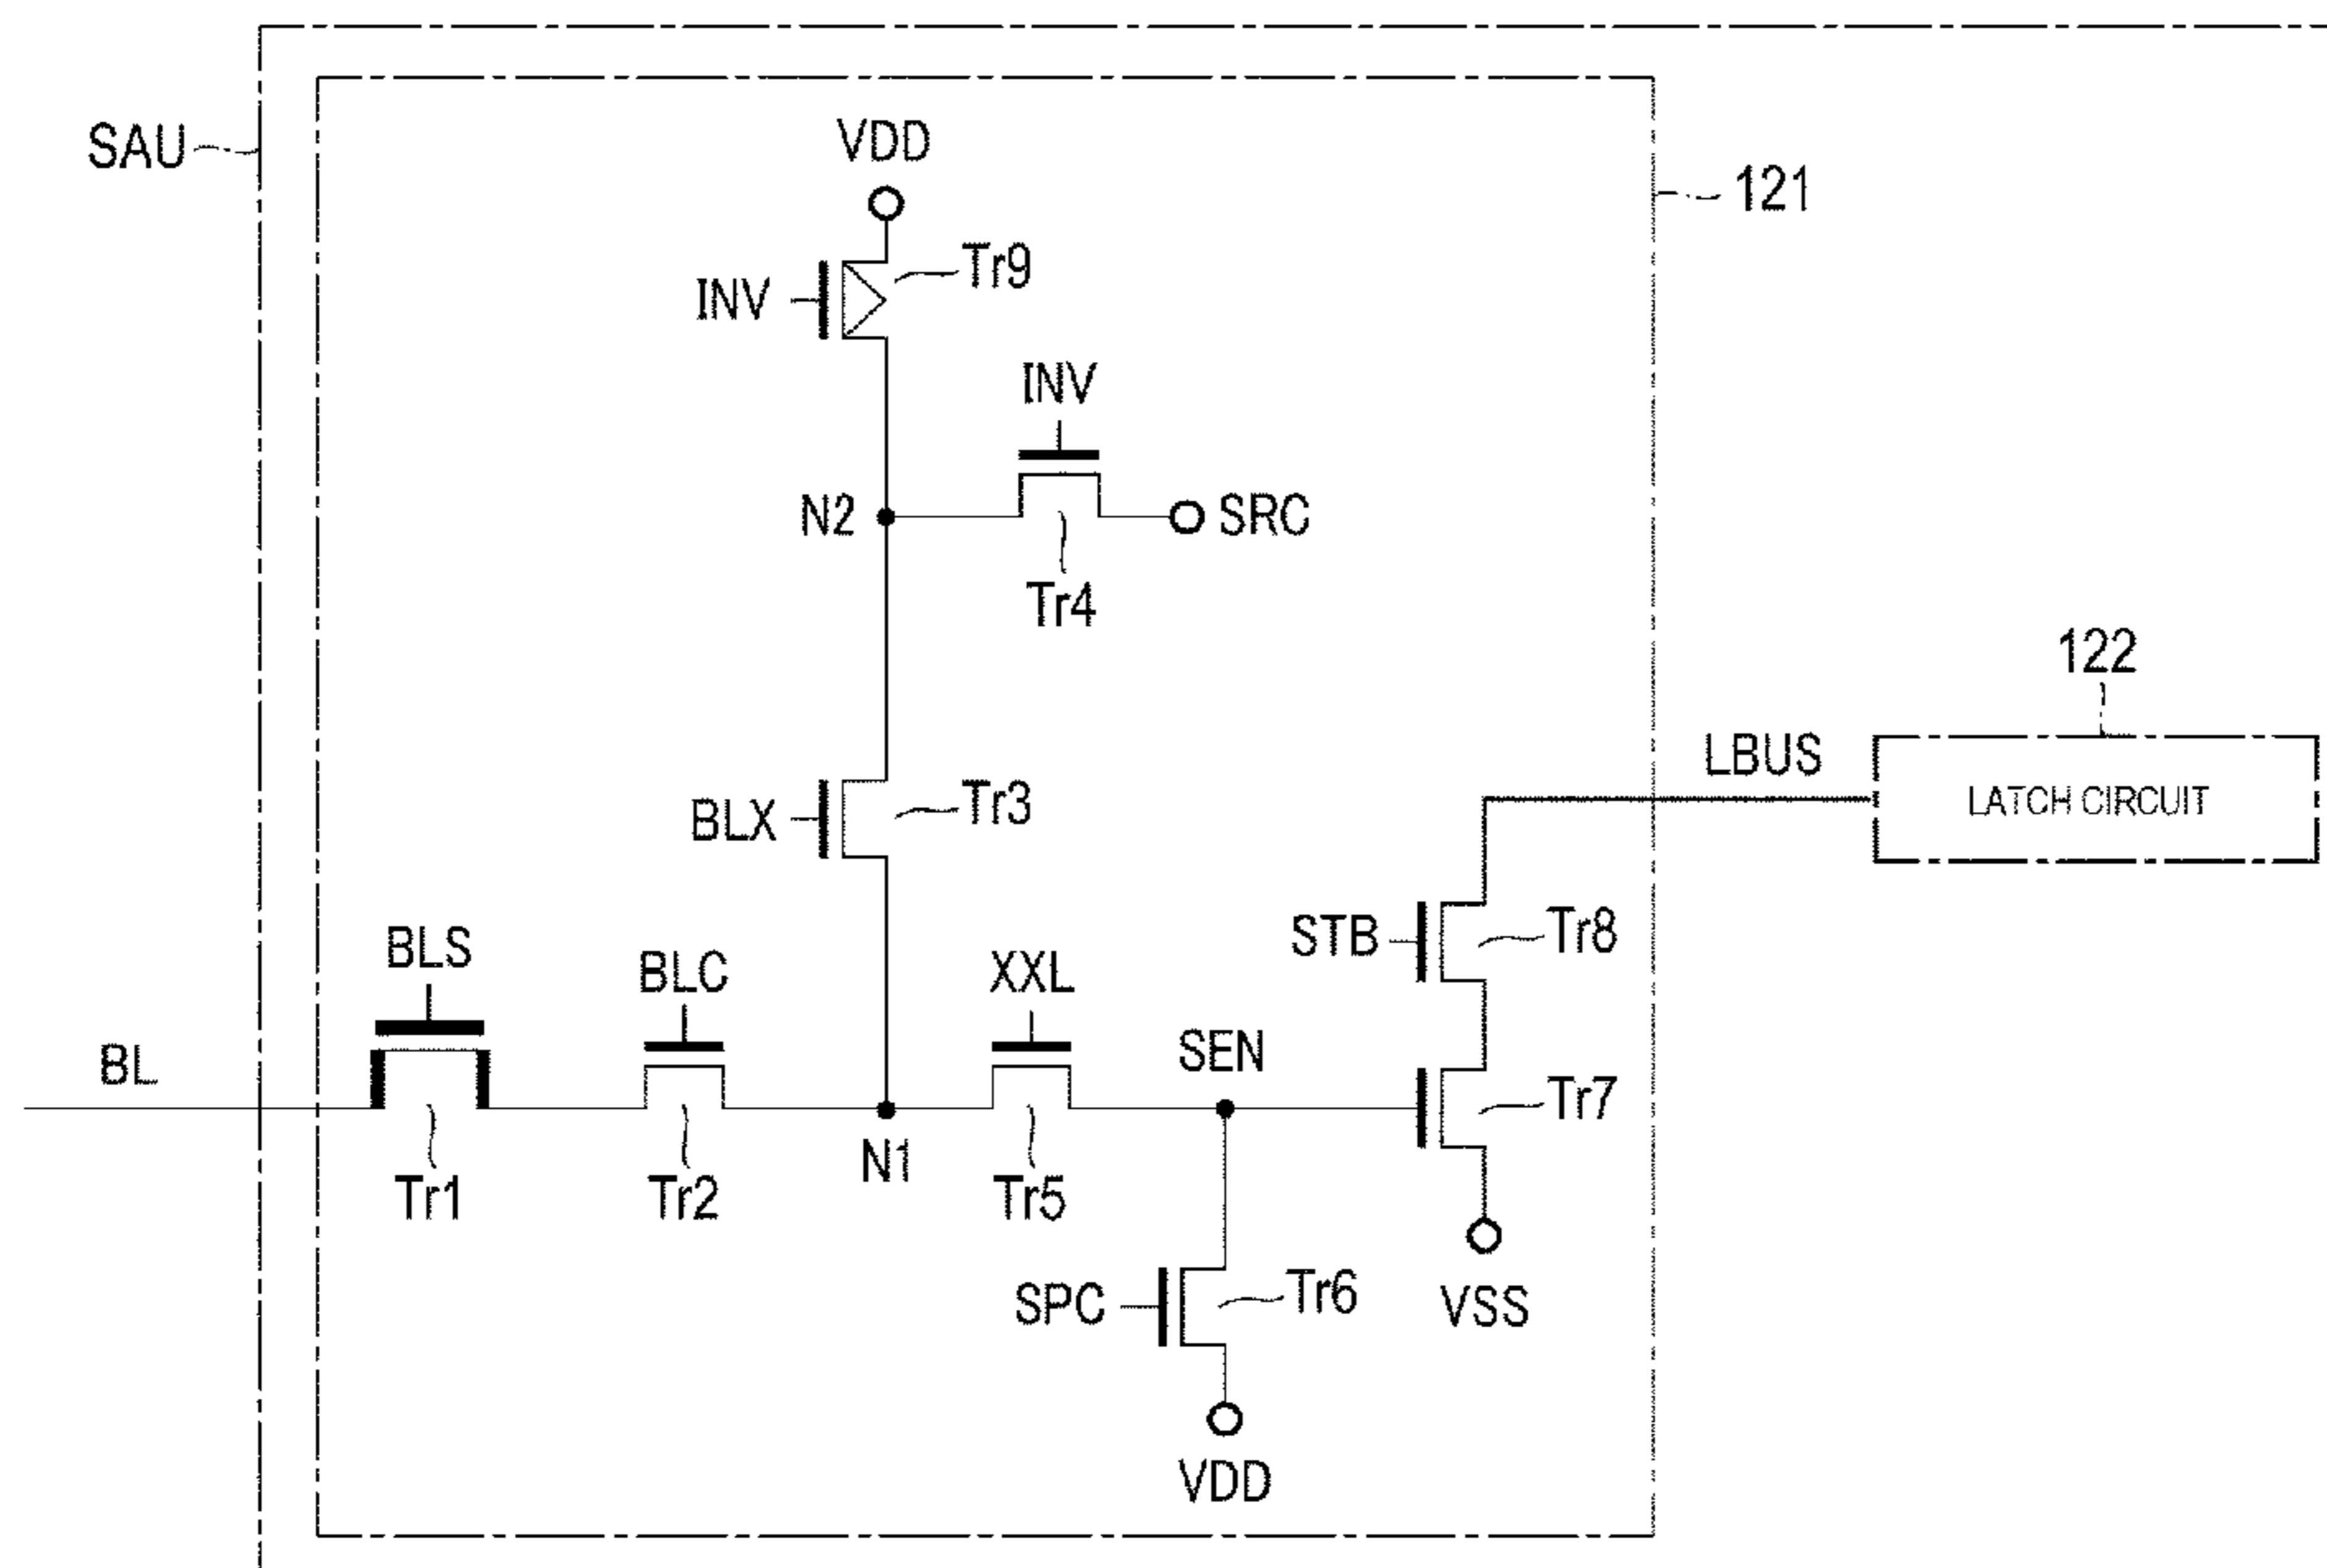 SAU
VDD
121
INV
Tr9
INV
N2
SRC
Tr4
122
LBUS
LATCH CIRCUIT
BLX
Tr3
STB
Tr8
BLS
BLC
XXL
SEN
BL
Tr7
N1
Tr1
Tr2
Tr5
SPC
Tr6
VSS
VDD